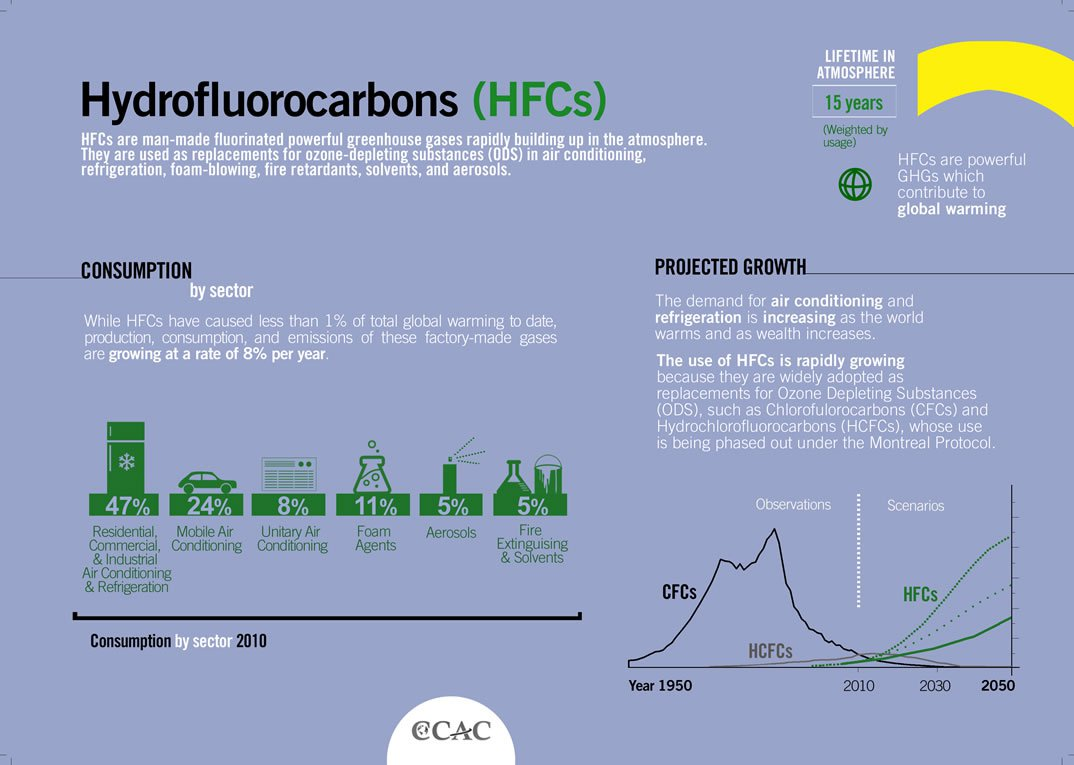 Hydrofluorocarbons (HFCs)
HFCs are man-made fluorinated powerful greenhouse gases rapidly building up in the atmosphere.
They are used as replacements for ozone-depleting substances (ODS) in air conditioning,
refrigeration, foam-blowing, fire retardants, solvents, and aerosols.
LIFETIME IN
ATMOSPHERE
15 years
(Weighted by
usage)
HFCs are powerful
GHGs which
contribute to
global warming
CONSUMPTION
by sector
While HFCs have caused less than 1% of total global warming to date,
production, consumption, and emissions of these factory-made gases
are growing at a rate of 8% per year.
47%
Residential,
Commercial,
& Industrial
Air Conditioning
& Refrigeration
24%
Mobile Air
Conditioning
8%
Unitary Air
Conditioning
11%
Foam
Agents
5%
Aerosols
5%
Fire
Extinguising
& Solvents
Consumption by sector 2010
PROJECTED GROWTH
The demand for air conditioning and
refrigeration is increasing as the world
warms and as wealth increases.
The use of HFCs is rapidly growing
because they are widely adopted as
replacements for Ozone Depleting Substances
(ODS), such as Chlorofulorocarbons (CFCs) and
Hydrochlorofluorocarbons (HCFCs), whose use
is being phased out under the Montreal Protocol.
Observations
Scenarios
CFCs
HFCs
HCFCs
Year 1950
2010
2030
2050
CCAC